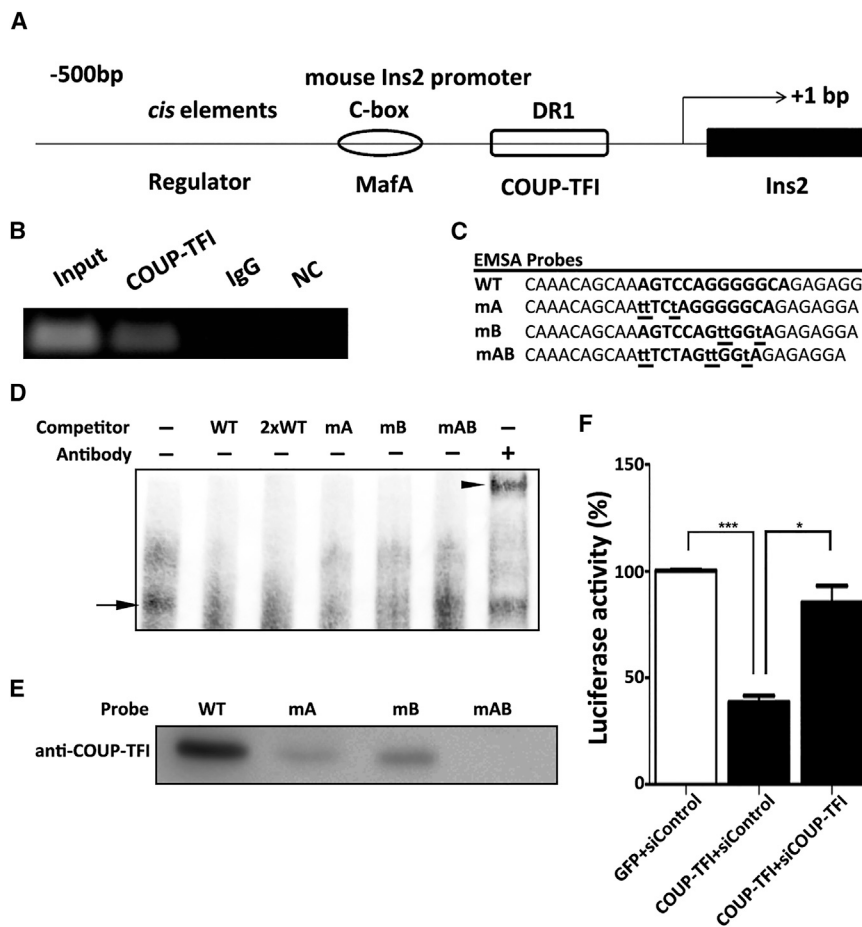 A
-500bp
mouse Ins2 promoter
+1 bp
cis elements C-box DR1
Regulator MafA COUP-TFI Ins2
B
Input COUP-TFI IgG NC
C
EMSA Probes
WT CAAACAGCAAAGTCCAGGGGGCAGAGAGG
mA CAAACAGCAAttTCtAGGGGGCAGAGAGGA
mB CAAACAGCAAAGTCCAGttGGtAGAGAGGA
mAB CAAACAGCAAttTCTAGttGGtAGAGAGGA
D
Competitor – WT 2xWT mA mB mAB –
Antibody – – – – – – +
E
Probe WT mA mB mAB
anti-COUP-TFI
F
Luciferase activity (%)
150
100
50
0
*** *
GFP+siControl
COUP-TFI+siControl
COUP-TFI+siCOUP-TFI